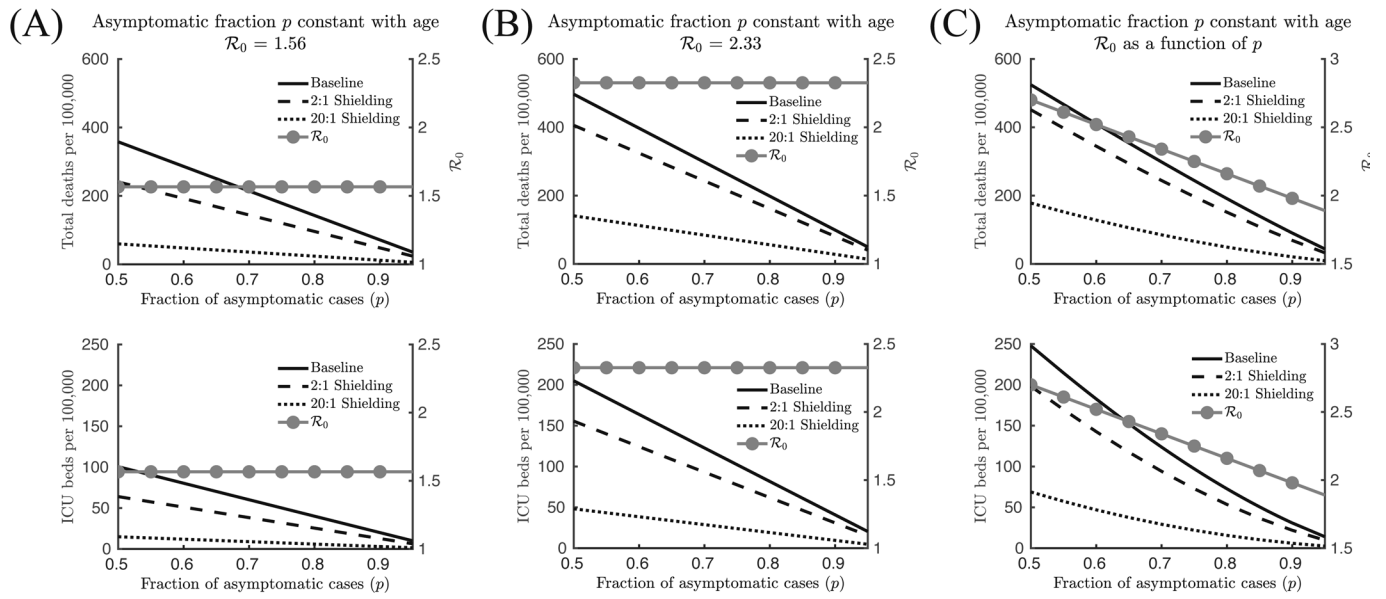 (A)
Asymptomatic fraction p constant with age
R₀ = 1.56
600
400
200
0
2.5
2
1.5
1
Total deaths per 100,000
R₀
Baseline
2:1 Shielding
20:1 Shielding
R₀
0.5 0.6 0.7 0.8 0.9
Fraction of asymptomatic cases (p)
250
200
150
100
50
0
2.5
2
1.5
1
ICU beds per 100,000
Baseline
2:1 Shielding
20:1 Shielding
R₀
0.5 0.6 0.7 0.8 0.9
Fraction of asymptomatic cases (p)
(B)
Asymptomatic fraction p constant with age
R₀ = 2.33
600
400
200
0
2.5
2
1.5
1
Total deaths per 100,000
R₀
Baseline
2:1 Shielding
20:1 Shielding
R₀
0.5 0.6 0.7 0.8 0.9
Fraction of asymptomatic cases (p)
250
200
150
100
50
0
2.5
2
1.5
1
ICU beds per 100,000
Baseline
2:1 Shielding
20:1 Shielding
R₀
0.5 0.6 0.7 0.8 0.9
Fraction of asymptomatic cases (p)
(C)
Asymptomatic fraction p constant with age
R₀ as a function of p
600
500
400
300
200
100
0
3
2.5
2
1.5
Total deaths per 100,000
R₀
Baseline
2:1 Shielding
20:1 Shielding
R₀
0.5 0.6 0.7 0.8 0.9
Fraction of asymptomatic cases (p)
250
200
150
100
50
0
3
2.5
2
1.5
ICU beds per 100,000
Baseline
2:1 Shielding
20:1 Shielding
R₀
0.5 0.6 0.7 0.8 0.9
Fraction of asymptomatic cases (p)